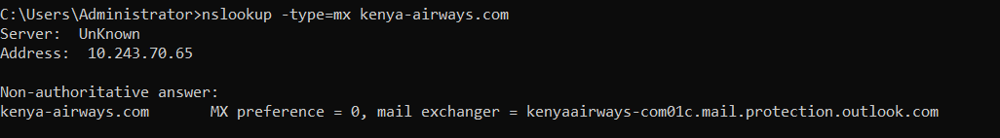 C:\Users\Administrator>nslookup -type=mx kenya-airways.com
Server:  UnKnown
Address:  10.243.70.65
Non-authoritative answer:
kenya-airways.com       MX preference = 0, mail exchanger = kenyaairways-com01c.mail.protection.outlook.com